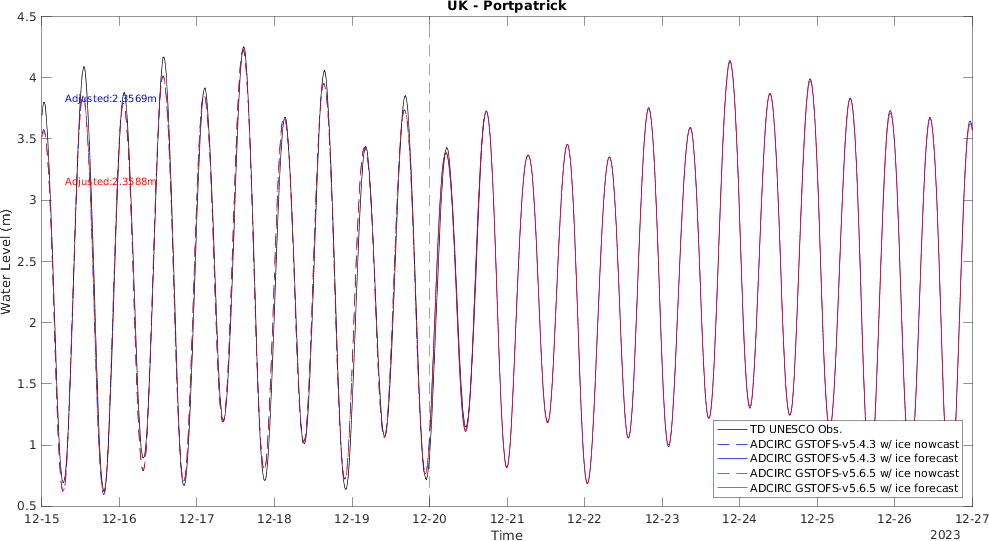 UK - Portpatrick
4.5
4
3.5
3
2.5
2
1.5
1
0.5
Water Level (m)
Adjusted:2.3569m
Adjusted:2.3588m
TD UNESCO Obs.
ADCIRC GSTOFS-v5.4.3 w/ ice nowcast
ADCIRC GSTOFS-v5.4.3 w/ ice forecast
ADCIRC GSTOFS-v5.6.5 w/ ice nowcast
ADCIRC GSTOFS-v5.6.5 w/ ice forecast
12-15 12-16 12-17 12-18 12-19 12-20 12-21 12-22 12-23 12-24 12-25 12-26 12-27
Time
2023